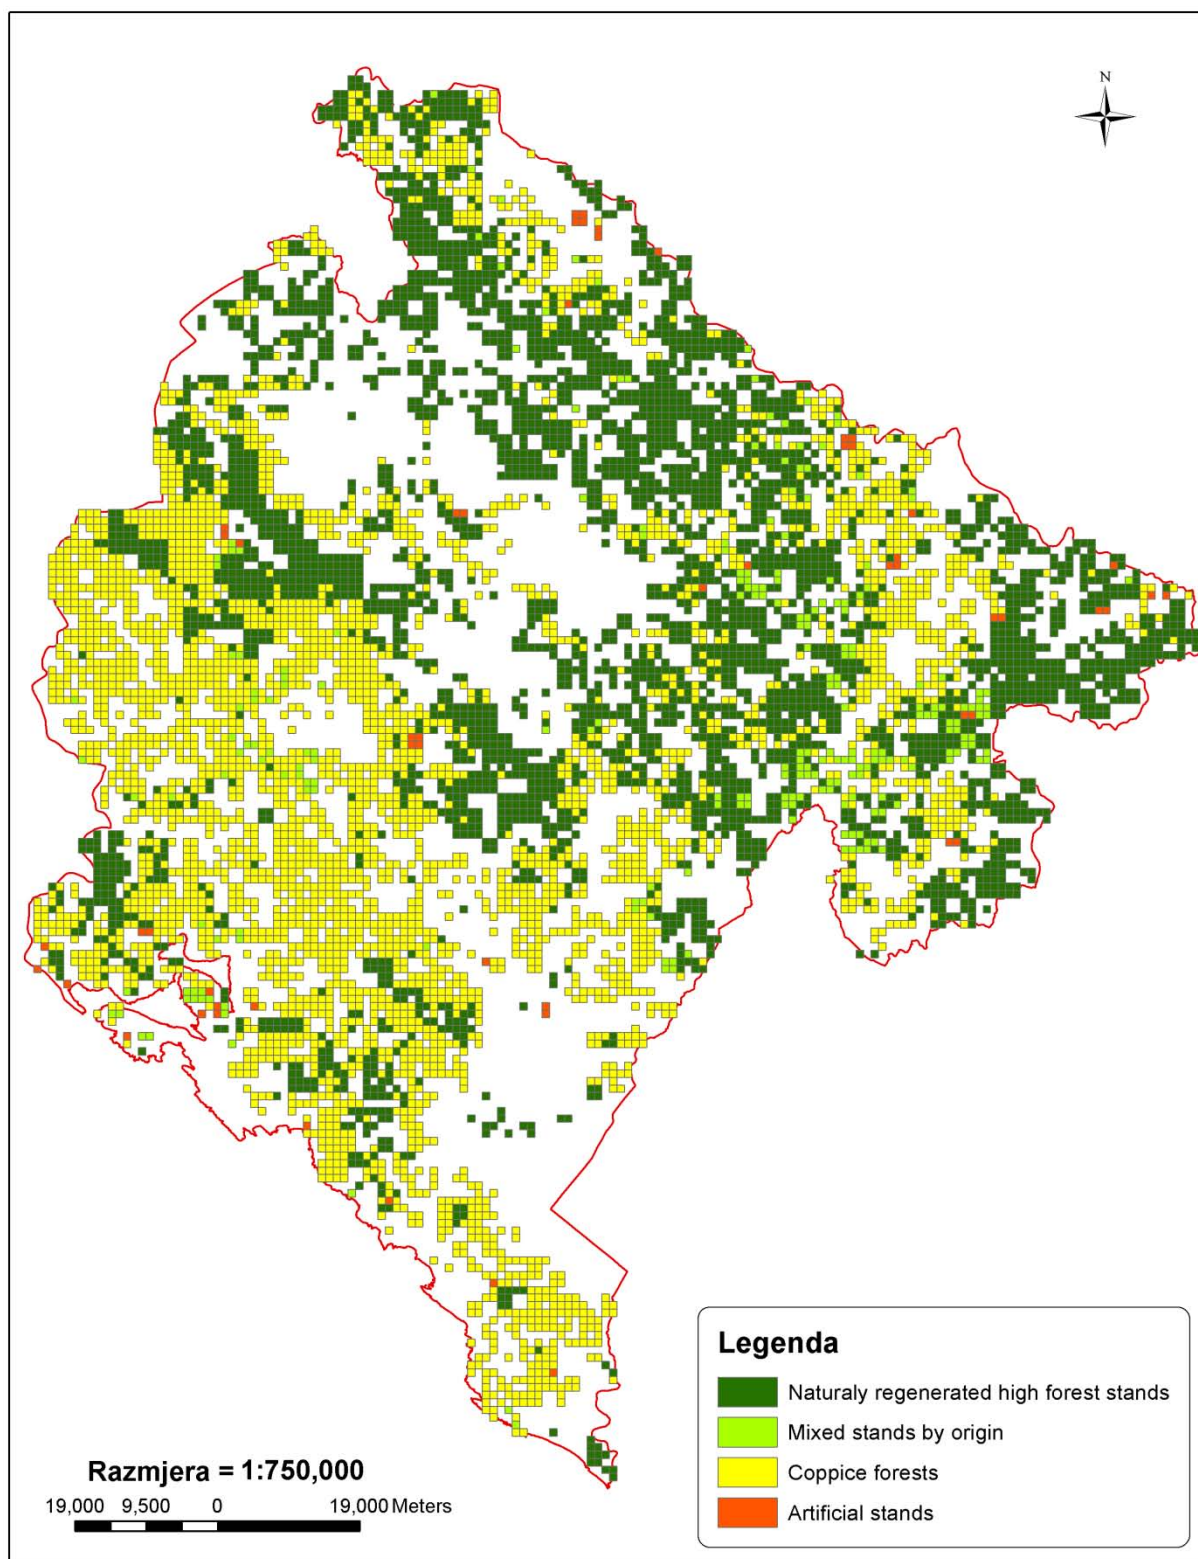 N
Legenda
Naturaly regenerated high forest stands
Mixed stands by origin
Coppice forests
Artificial stands
Razmjera = 1:750,000
19,000 9,500 0 19,000 Meters